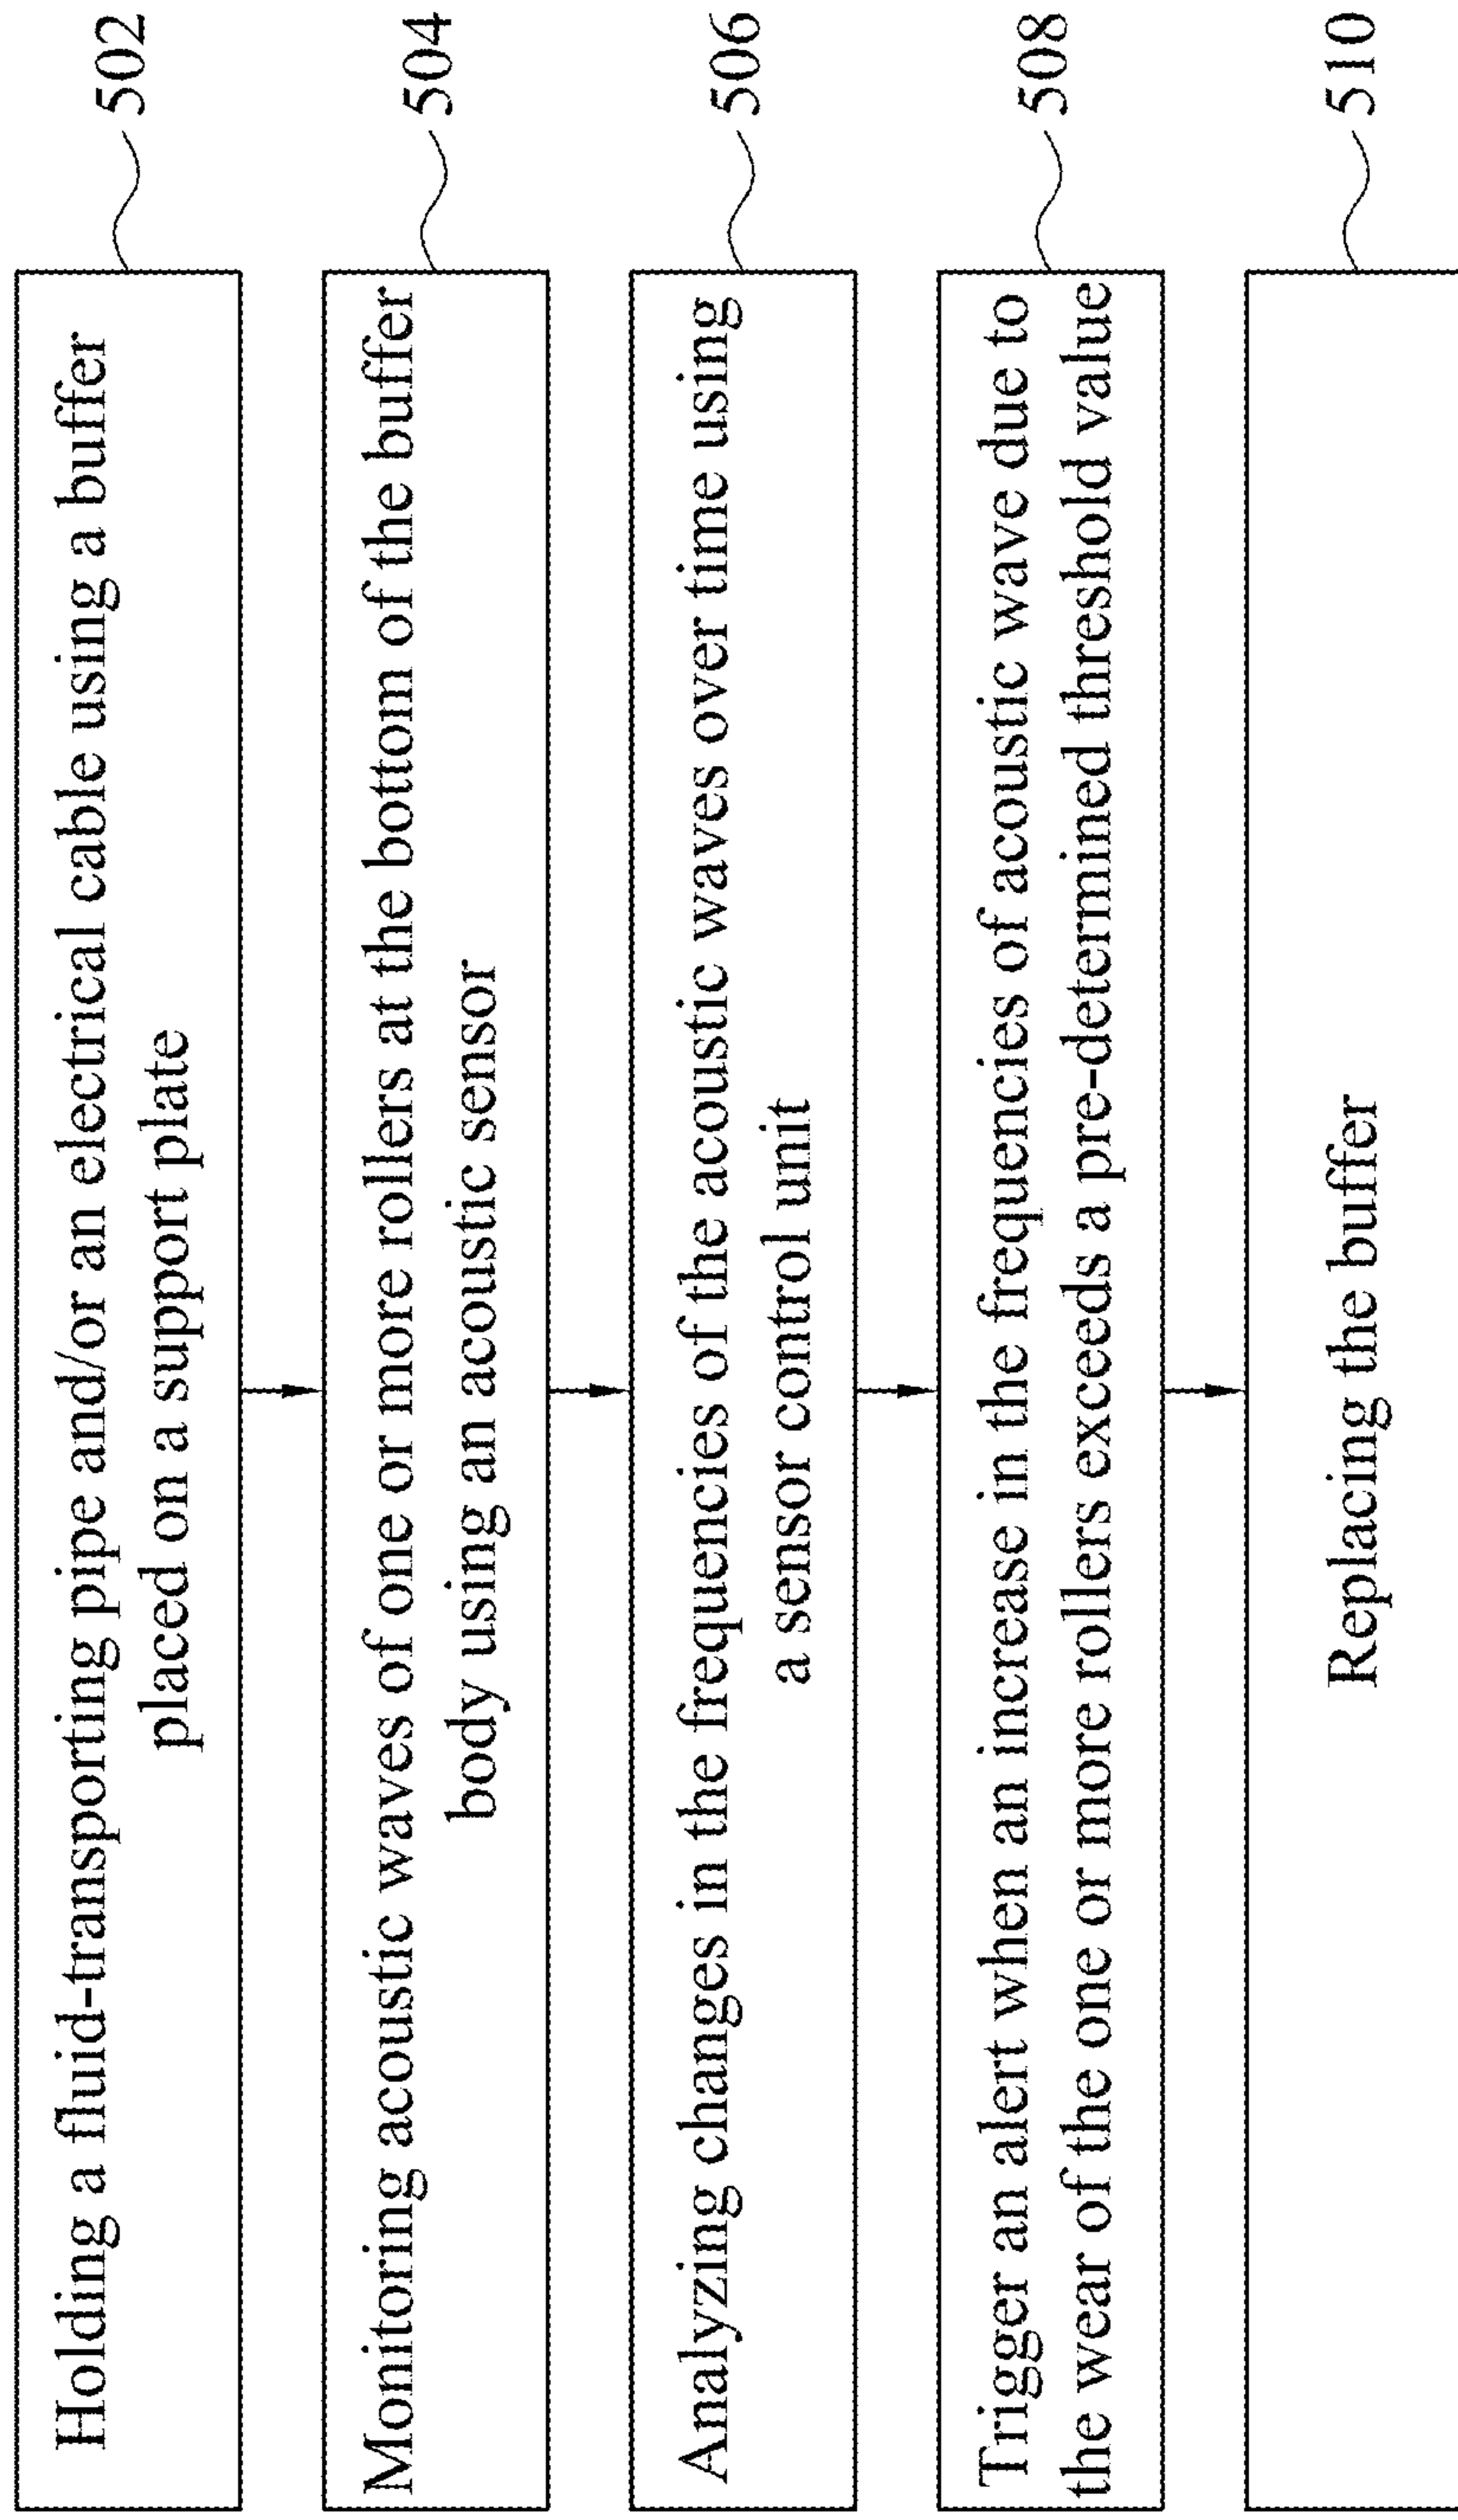 Holding a fluid-transporting pipe and/or an electrical cable using a buffer
placed on a support plate
502
Monitoring acoustic waves of one or more rollers at the bottom of the buffer
body using an acoustic sensor
504
Analyzing changes in the frequencies of the acoustic waves over time using
a sensor control unit
506
Trigger an alert when an increase in the frequencies of acoustic wave due to
the wear of the one or more rollers exceeds a pre-determined threshold value
508
Replacing the buffer
510